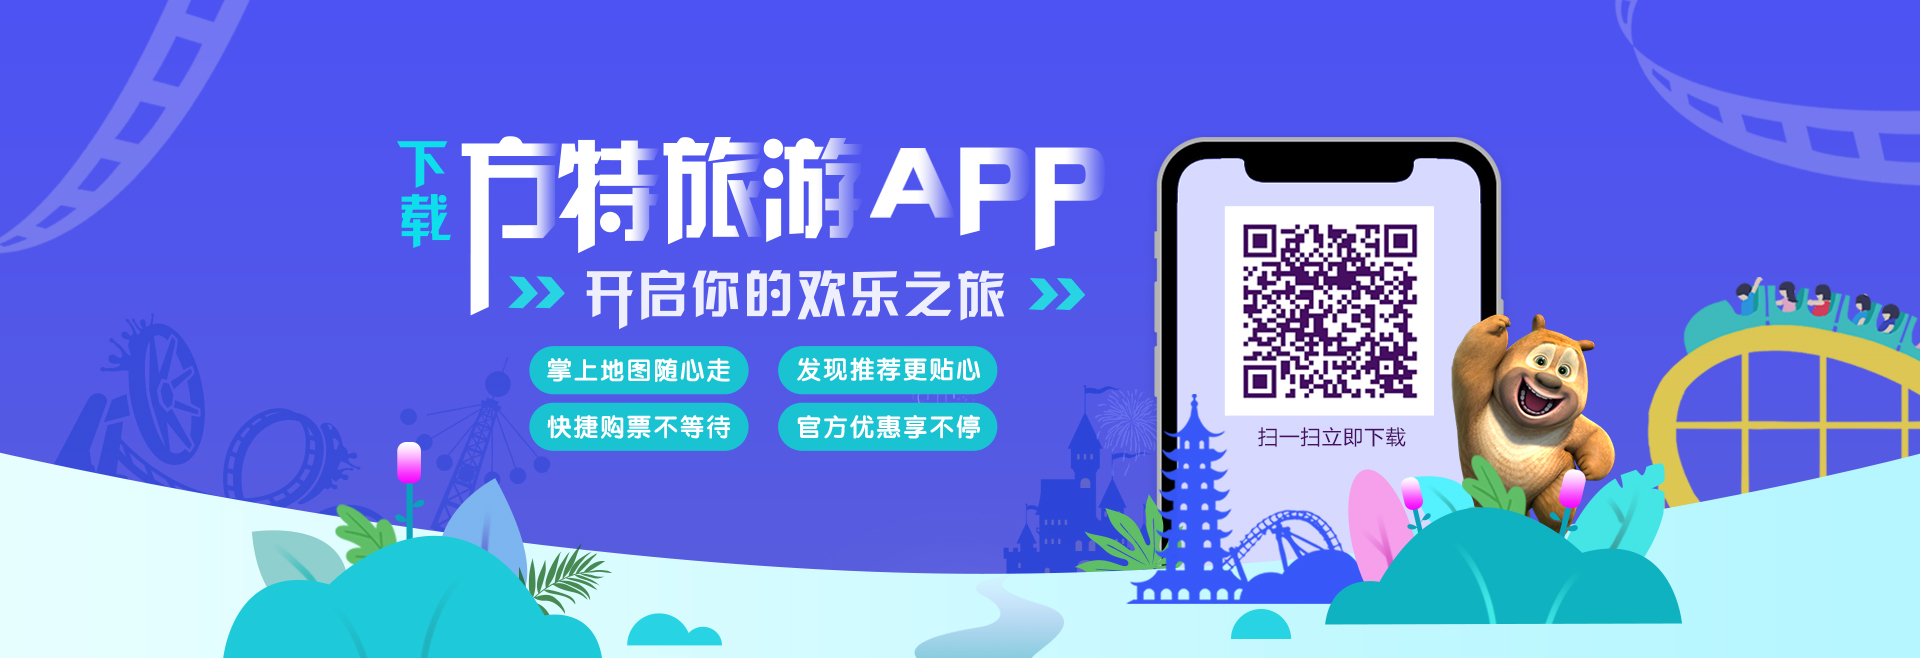 下载
方特旅游APP
开启你的欢乐之旅
掌上地图随心走
发现推荐更贴心
快捷购票不等待
官方优惠享不停
扫一扫立即下载